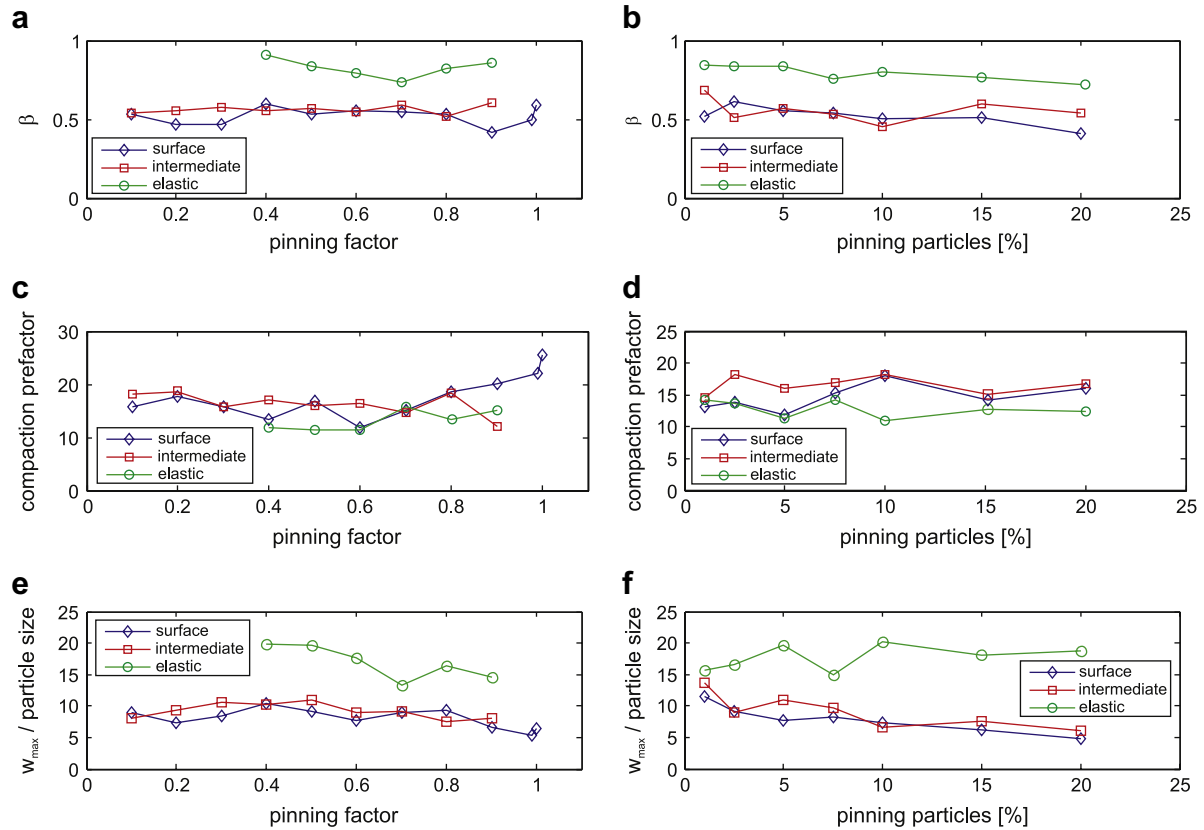 a
1
0.5
0
β
surface
intermediate
elastic
0
0.2
0.4
0.6
0.8
1
pinning factor
b
1
0.5
0
β
surface
intermediate
elastic
0
5
10
15
20
25
pinning particles [%]
c
30
20
10
0
compaction prefactor
surface
intermediate
elastic
0
0.2
0.4
0.6
0.8
1
pinning factor
d
25
20
15
10
5
0
compaction prefactor
surface
intermediate
elastic
0
5
10
15
20
25
pinning particles [%]
e
25
20
15
10
5
0
w_max / particle size
surface
intermediate
elastic
0
0.2
0.4
0.6
0.8
1
pinning factor
f
25
20
15
10
5
0
w_max / particle size
surface
intermediate
elastic
0
5
10
15
20
25
pinning particles [%]